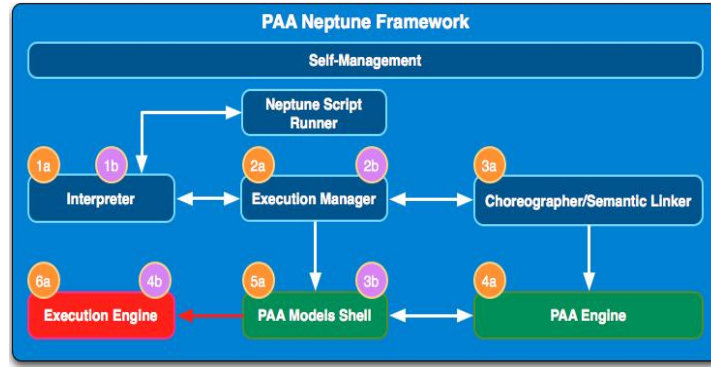 PAA Neptune Framework
Self-Management
Neptune Script
Runner
1a
1b
2a
2b
3a
Interpreter
Execution Manager
Choreographer/Semantic Linker
6a
4b
5a
3b
4a
Execution Engine
PAA Models Shell
PAA Engine